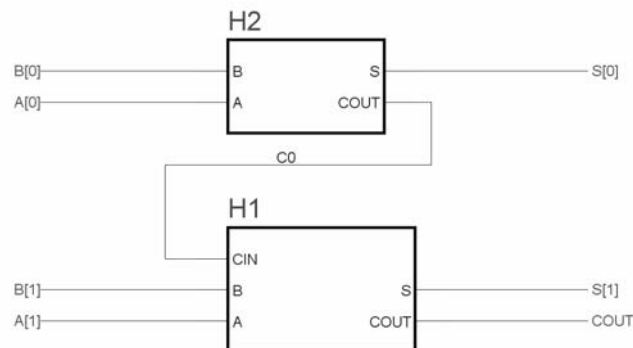 H2
B[0] B S S[0]
A[0] A COUT
C0
H1
CIN
B[1] B S S[1]
A[1] A COUT COUT